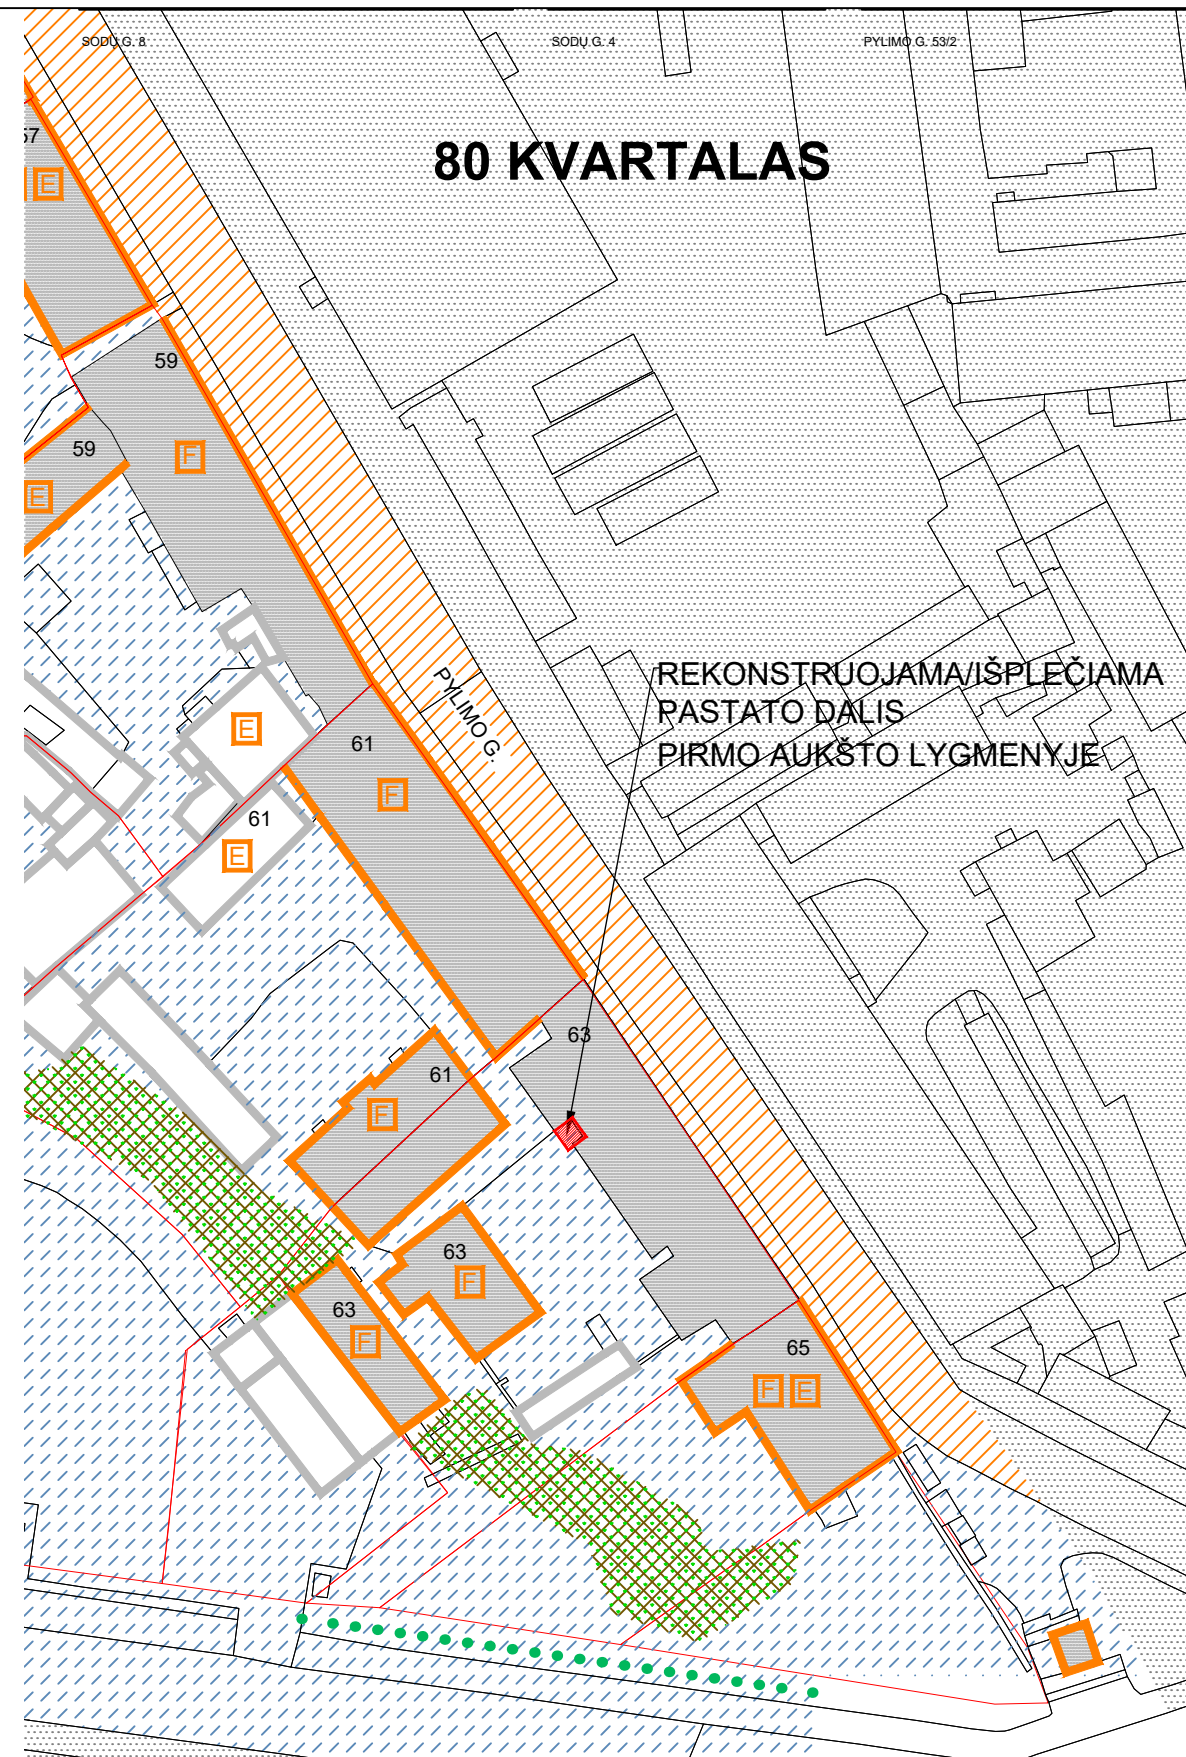 SODŲ G. 8
SODŲ G. 4
PYLIMO G. 53/2
57
80 KVARTALAS
E
59
59
F
E
PYLIMO G.
REKONSTRUOJAMA/IŠPLEČIAMA
PASTATO DALIS
PIRMO AUKŠTO LYGMENYJE
E
61
F
61
E
63
61
F
63
F
63
F
65
F E